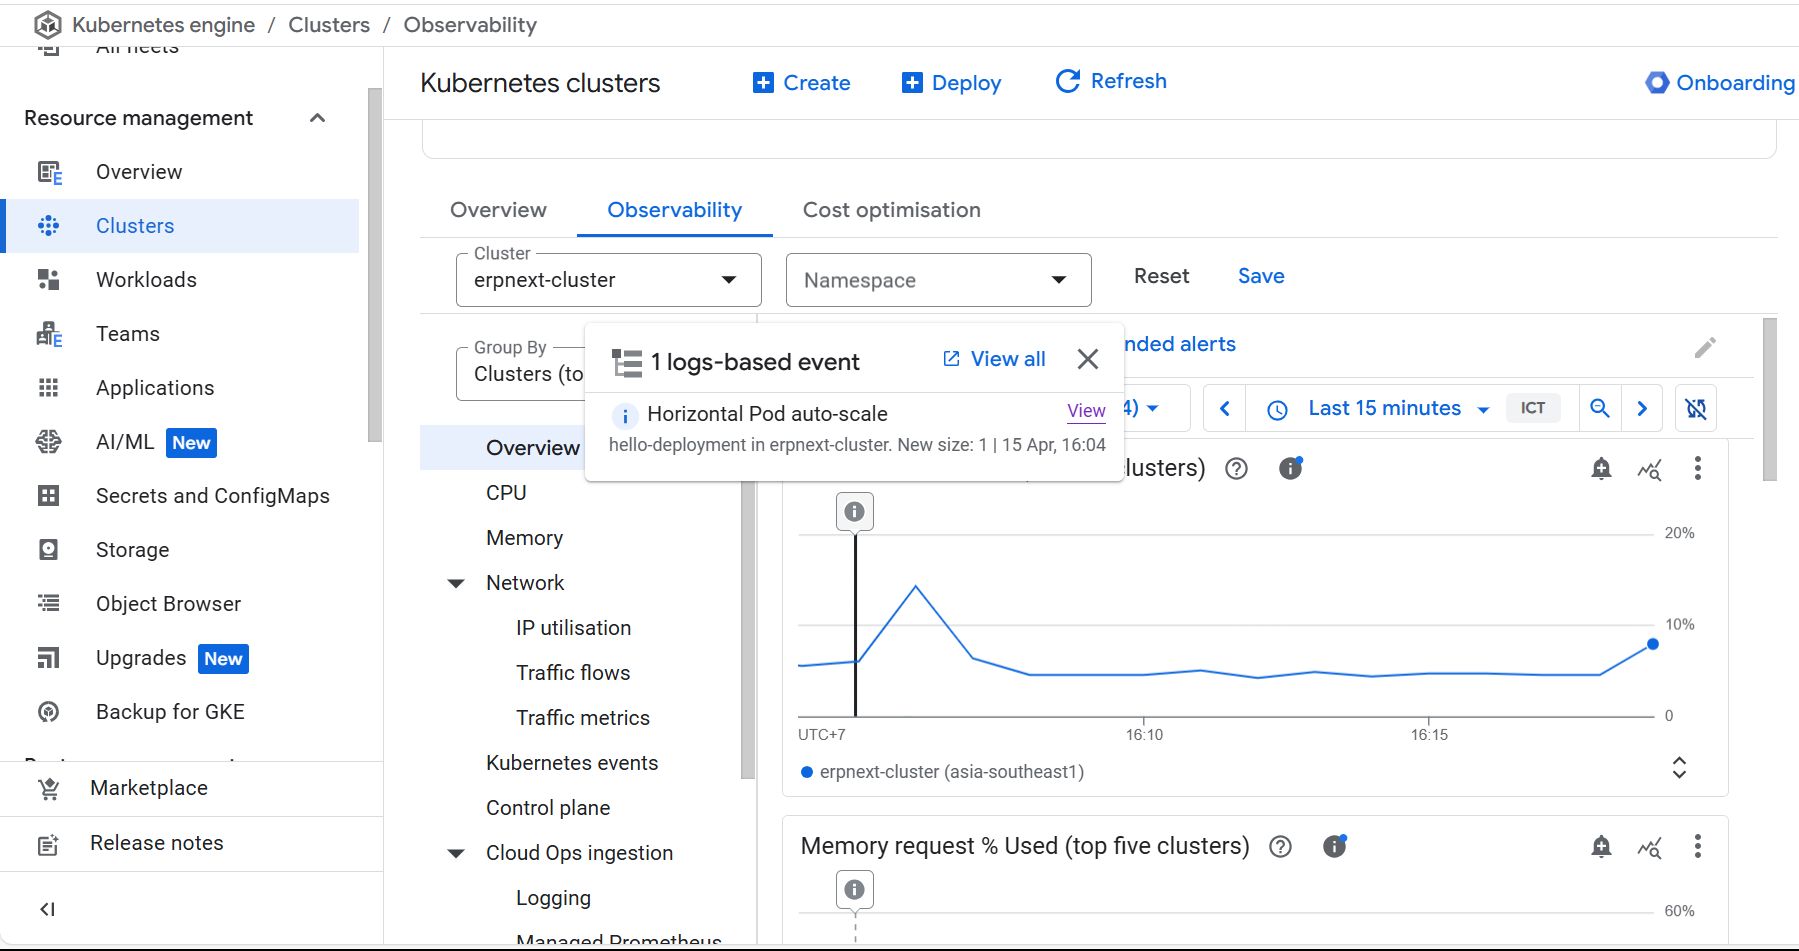 Kubernetes engine / Clusters / Observability
All fleets
Resource management
Overview
Clusters
Workloads
Teams
Applications
AI/ML New
Secrets and ConfigMaps
Storage
Object Browser
Upgrades New
Backup for GKE
Marketplace
Release notes
Kubernetes clusters
Create
Deploy
Refresh
Onboarding
Overview
Observability
Cost optimisation
Cluster
erpnext-cluster
Namespace
Reset
Save
Group By
Clusters (to
1 logs-based event
View all
Horizontal Pod auto-scale
View
hello-deployment in erpnext-cluster. New size: 1 | 15 Apr, 16:04
nded alerts
4)
Last 15 minutes
ICT
Overview
CPU
Memory
Network
IP utilisation
Traffic flows
Traffic metrics
Kubernetes events
Control plane
Cloud Ops ingestion
Logging
Managed Prometheus
lusters)
20%
10%
0
UTC+7
16:10
16:15
erpnext-cluster (asia-southeast1)
Memory request % Used (top five clusters)
60%